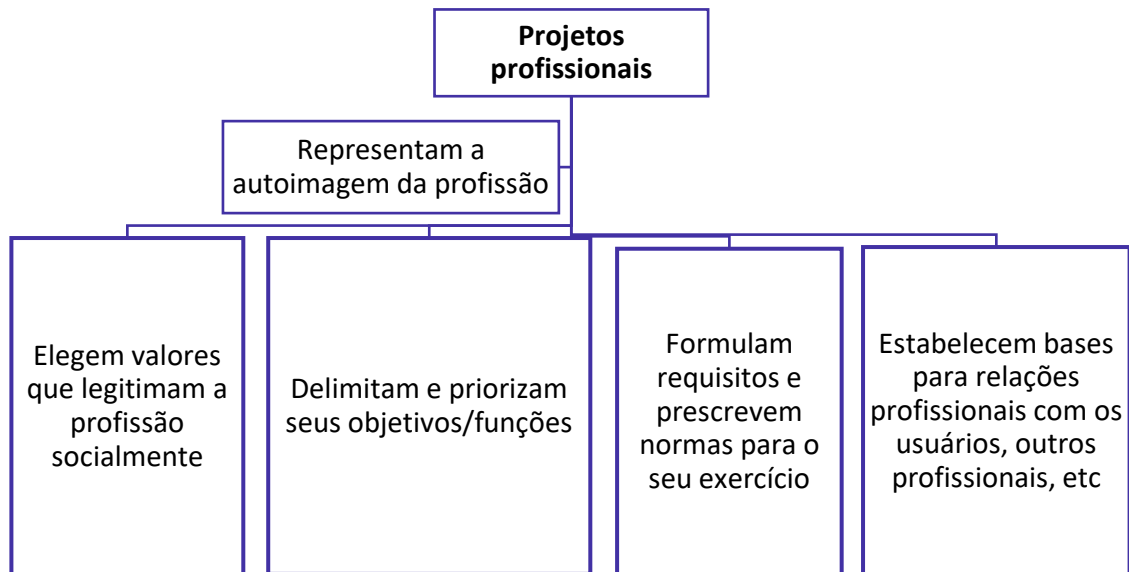 Projetos
profissionais
Representam a
autoimagem da profissão
Elegem valores
que legitimam a
profissão
socialmente
Delimitam e priorizam
seus objetivos/funções
Formulam
requisitos e
prescrevem
normas para o
seu exercício
Estabelecem bases
para relações
profissionais com os
usuários, outros
profissionais, etc